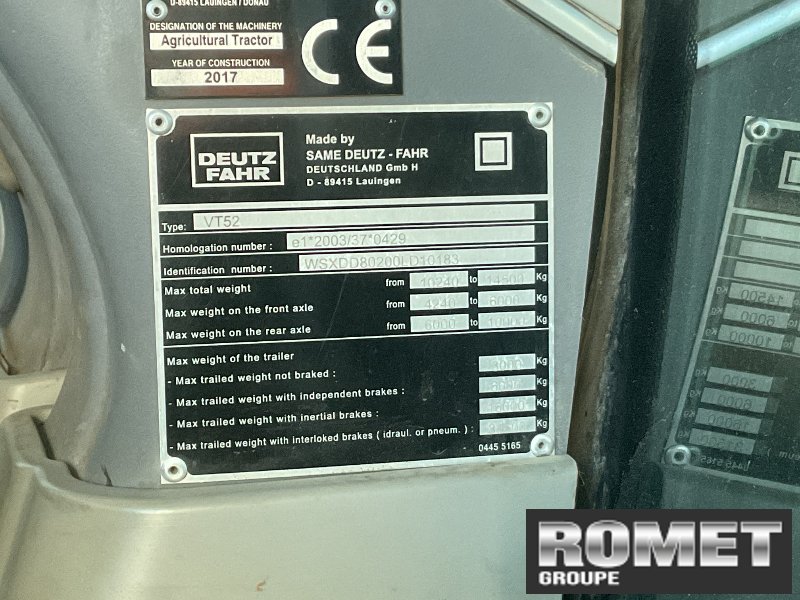 D-89415 LAUINGEN / DONAU
DESIGNATION OF THE MACHINERY
Agricultural Tractor
YEAR OF CONSTRUCTION
2017
CE
DEUTZ
FAHR
Made by
SAME DEUTZ - FAHR
DEUTSCHLAND Gmb H
D - 89415 Lauingen
Type: VT52
Homologation number : e1*2003/37*0429
Identification number : WSXDD80200LD10183
Max total weight from 10240 to 14500 Kg
Max weight on the front axle from 4240 to 6000 Kg
Max weight on the rear axle from 6000 to 10000 Kg
Max weight of the trailer
- Max trailed weight not braked : 3000 Kg
- Max trailed weight with independent brakes : 6000 Kg
- Max trailed weight with inertial brakes : Kg
- Max trailed weight with interloked brakes ( idraul. or pneum. ) : Kg
0445 5165
ROMET
GROUPE